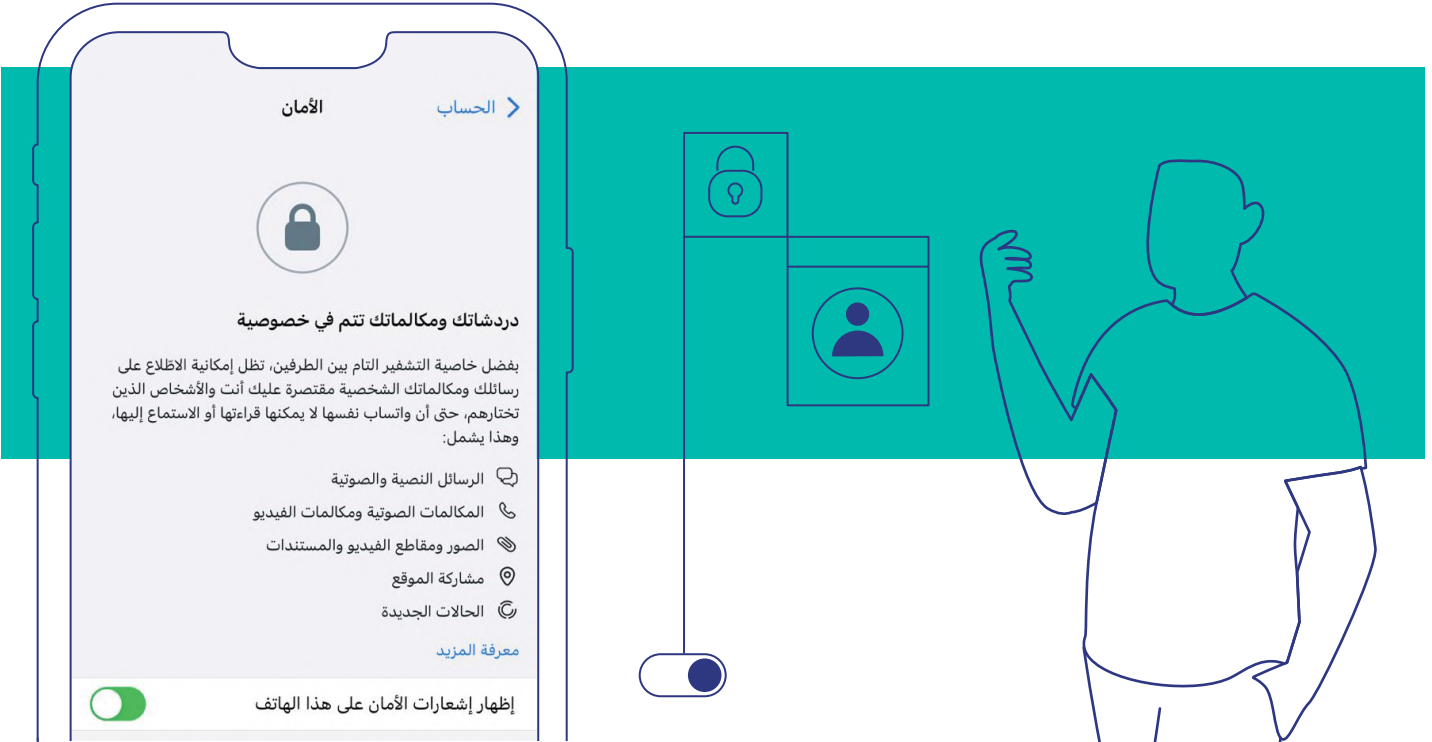 الحساب
الأمان
دردشاتك ومكالماتك تتم في خصوصية
بفضل خاصية التشفير التام بين الطرفين، تظل إمكانية الاطّلاع على
رسائلك ومكالماتك الشخصية مقتصرة عليك أنت والأشخاص الذين
تختارهم، حتى أن واتساب نفسها لا يمكنها قراءتها أو الاستماع إليها،
وهذا يشمل:
الرسائل النصية والصوتية
المكالمات الصوتية ومكالمات الفيديو
الصور ومقاطع الفيديو والمستندات
مشاركة الموقع
الحالات الجديدة
معرفة المزيد
إظهار إشعارات الأمان على هذا الهاتف